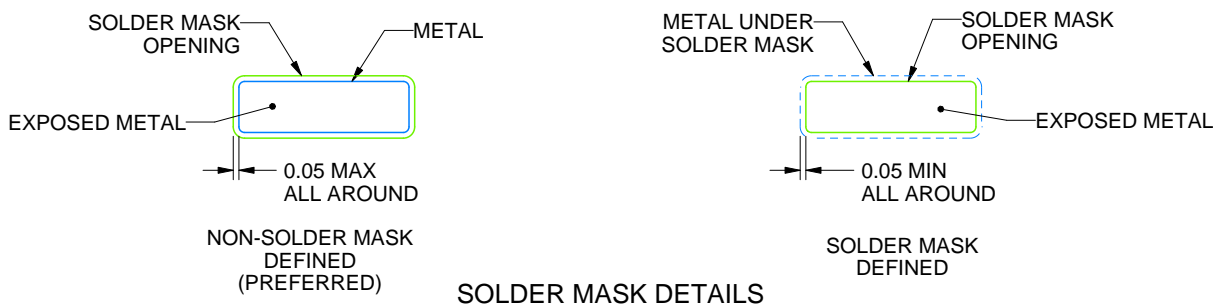 SOLDER MASK
OPENING
METAL
EXPOSED METAL
0.05 MAX
ALL AROUND
NON-SOLDER MASK
DEFINED
(PREFERRED)
METAL UNDER
SOLDER MASK
SOLDER MASK
OPENING
EXPOSED METAL
0.05 MIN
ALL AROUND
SOLDER MASK
DEFINED
SOLDER MASK DETAILS